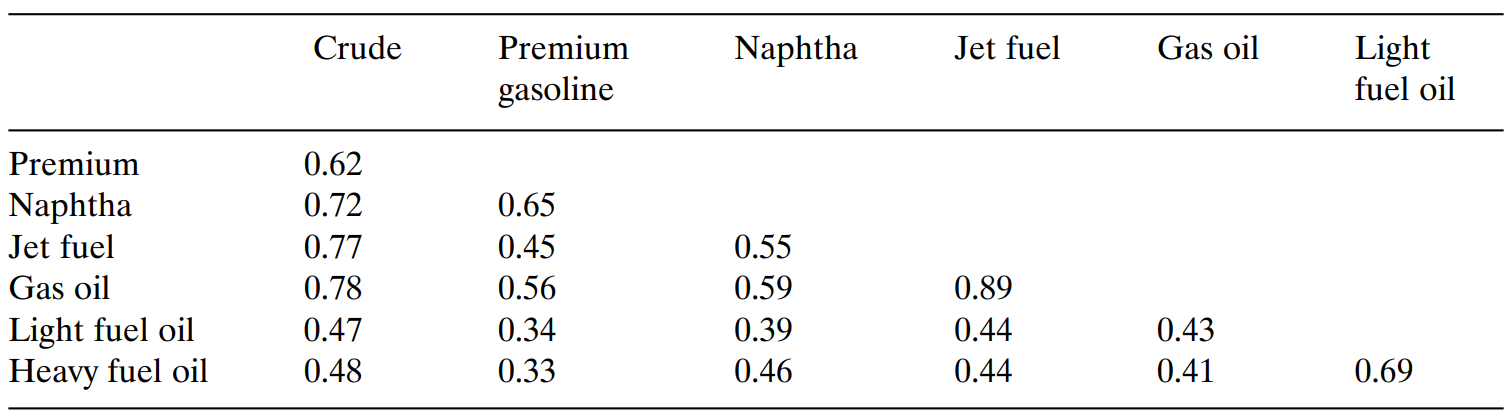 Crude Premium Naphtha Jet fuel Gas oil Light
gasoline fuel oil
Premium 0.62
Naphtha 0.72 0.65
Jet fuel 0.77 0.45 0.55
Gas oil 0.78 0.56 0.59 0.89
Light fuel oil 0.47 0.34 0.39 0.44 0.43
Heavy fuel oil 0.48 0.33 0.46 0.44 0.41 0.69